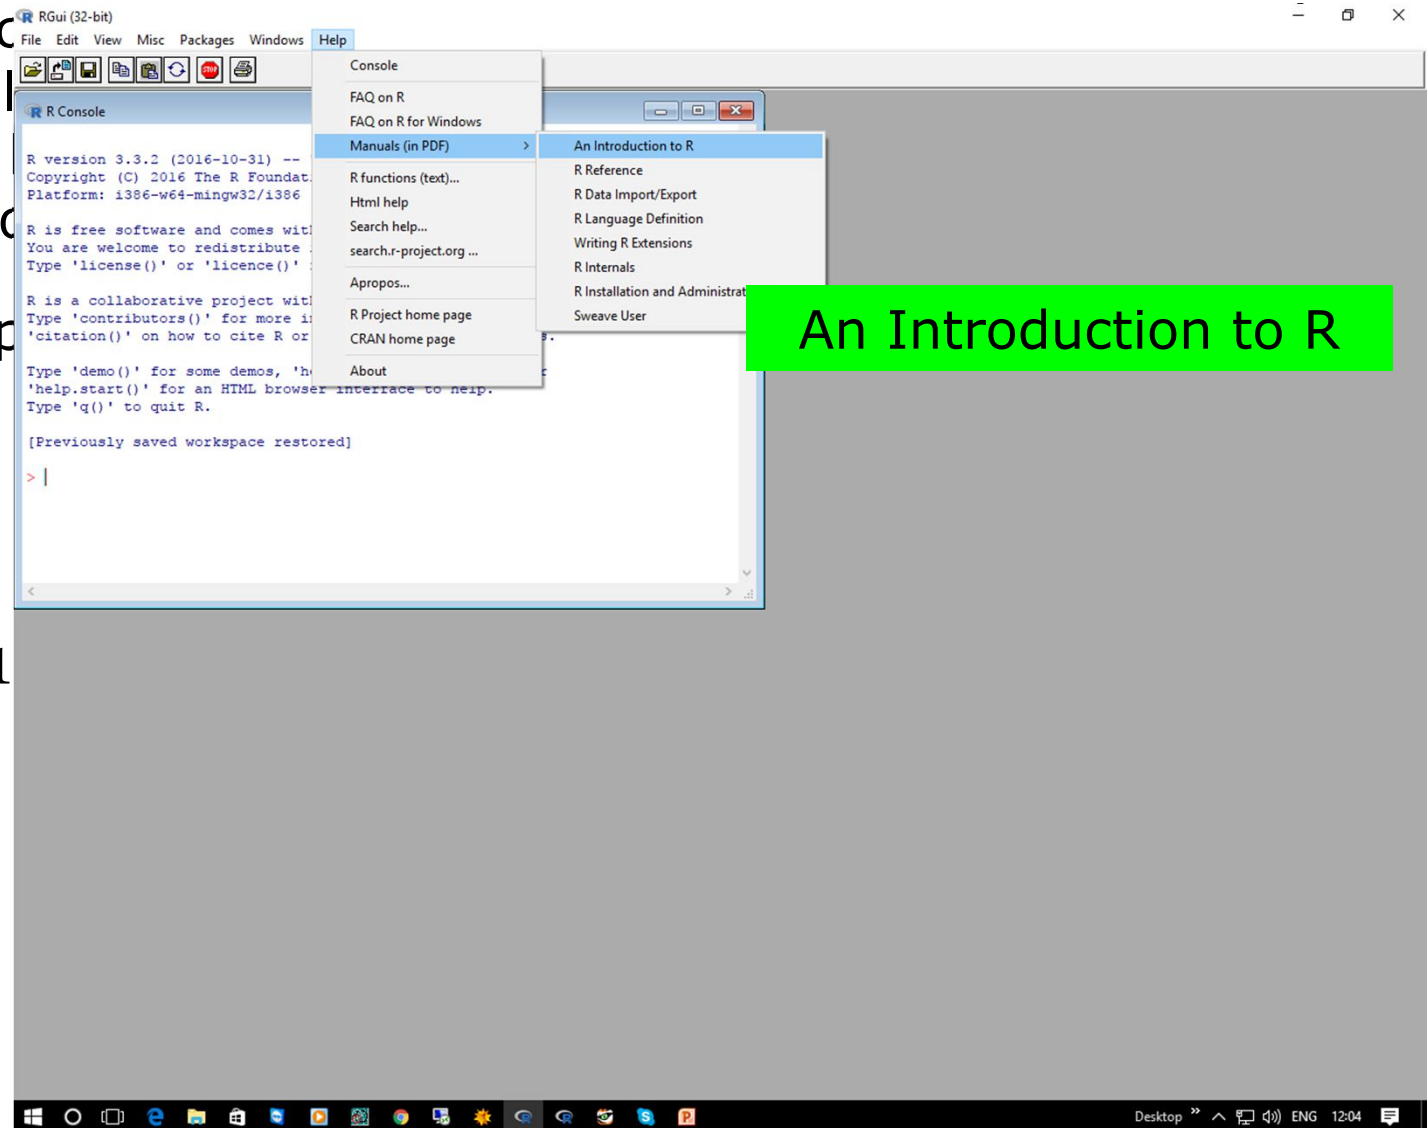 RGui (32-bit)
File Edit View Misc Packages Windows Help
Console
FAQ on R
FAQ on R for Windows
Manuals (in PDF)
R functions (text)...
Html help
Search help...
search.r-project.org ...
Apropos...
R Project home page
CRAN home page
About
An Introduction to R
R Reference
R Data Import/Export
R Language Definition
Writing R Extensions
R Internals
R Installation and Administrat
Sweave User
An Introduction to R
STOP
R Console
R version 3.3.2 (2016-10-31) --
Copyright (C) 2016 The R Foundat
Platform: i386-w64-mingw32/i386
R is free software and comes wit
You are welcome to redistribute
Type 'license()' or 'licence()'
R is a collaborative project wit
Type 'contributors()' for more i
'citation()' on how to cite R or s.
Type 'demo()' for some demos, 'h r
'help.start()' for an HTML browser interface to help.
Type 'q()' to quit R.
[Previously saved workspace restored]
>
Desktop » ENG 12:04